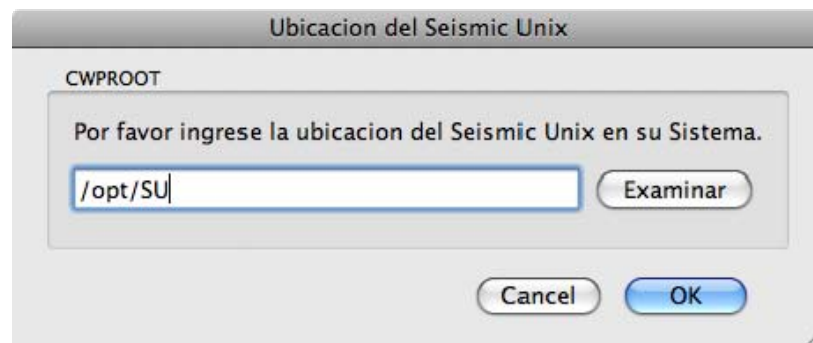 Ubicacion del Seismic Unix
CWPROOT
Por favor ingrese la ubicacion del Seismic Unix en su Sistema.
/opt/SU
Examinar
Cancel
OK